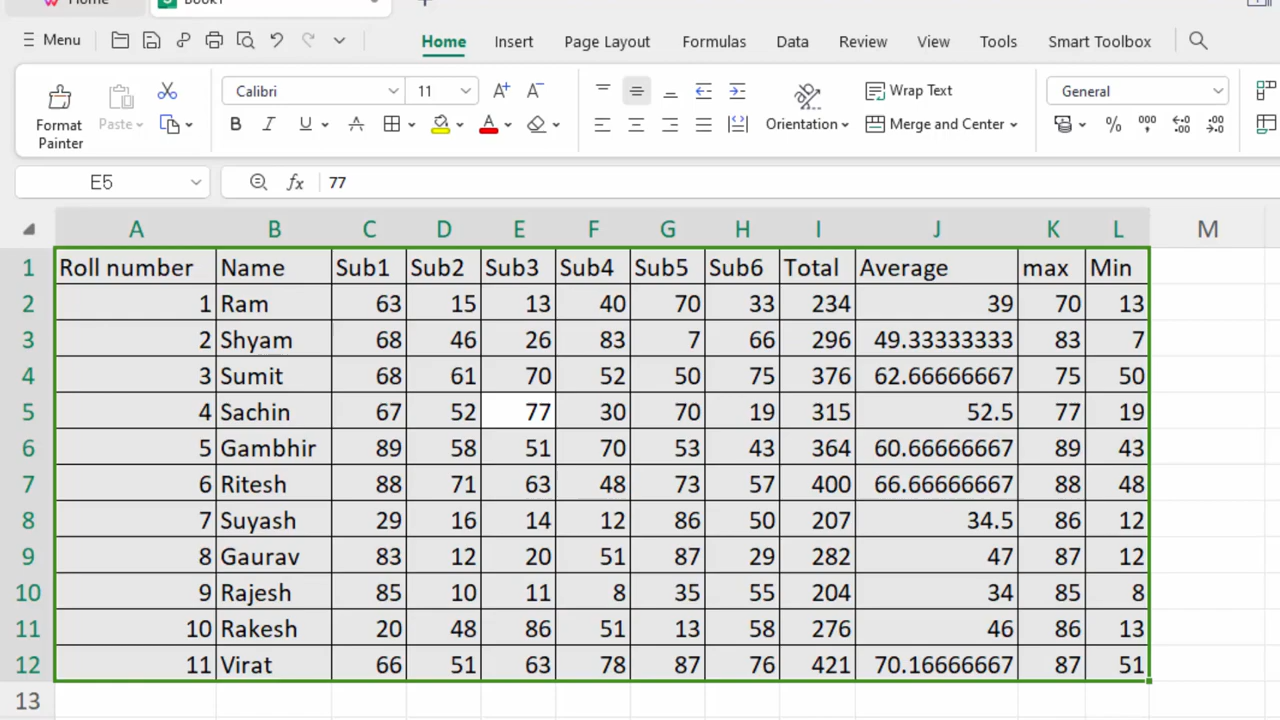 Home Book1
Menu Home Insert Page Layout Formulas Data Review View Tools Smart Toolbox
Calibri 11 Wrap Text General
Format Painter Paste B I U A Orientation Merge and Center % 000
E5 fx 77
A B C D E F G H I J K L M
1 Roll number Name Sub1 Sub2 Sub3 Sub4 Sub5 Sub6 Total Average max Min
2 1 Ram 63 15 13 40 70 33 234 39 70 13
3 2 Shyam 68 46 26 83 7 66 296 49.33333333 83 7
4 3 Sumit 68 61 70 52 50 75 376 62.66666667 75 50
5 4 Sachin 67 52 77 30 70 19 315 52.5 77 19
6 5 Gambhir 89 58 51 70 53 43 364 60.66666667 89 43
7 6 Ritesh 88 71 63 48 73 57 400 66.66666667 88 48
8 7 Suyash 29 16 14 12 86 50 207 34.5 86 12
9 8 Gaurav 83 12 20 51 87 29 282 47 87 12
10 9 Rajesh 85 10 11 8 35 55 204 34 85 8
11 10 Rakesh 20 48 86 51 13 58 276 46 86 13
12 11 Virat 66 51 63 78 87 76 421 70.16666667 87 51
13